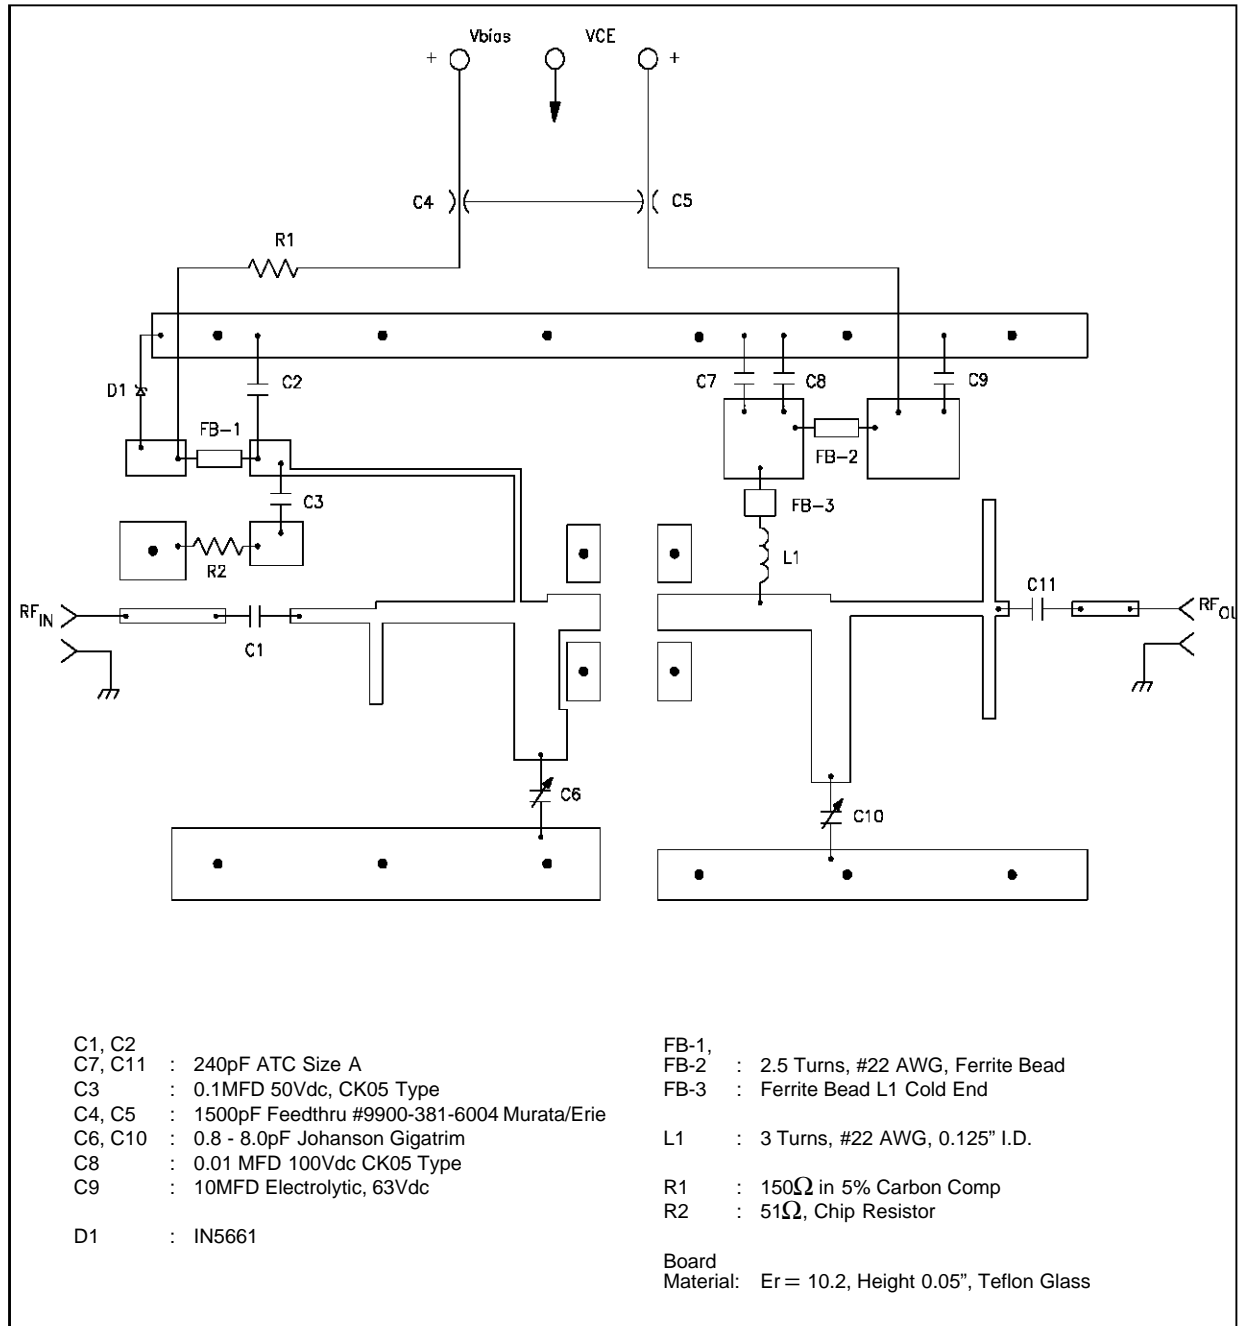 Vbias VCE
+ +
C4 C5
R1
D1 C2 C7 C8 C9
FB-1 FB-2
C3 FB-3
R2 L1
C11
RFIN RFOU
C1
C6
C10
C1, C2
C7, C11 : 240pF ATC Size A
C3 : 0.1MFD 50Vdc, CK05 Type
C4, C5 : 1500pF Feedthru #9900-381-6004 Murata/Erie
C6, C10 : 0.8 - 8.0pF Johanson Gigatrim
C8 : 0.01 MFD 100Vdc CK05 Type
C9 : 10MFD Electrolytic, 63Vdc
D1 : IN5661
FB-1,
FB-2 : 2.5 Turns, #22 AWG, Ferrite Bead
FB-3 : Ferrite Bead L1 Cold End
L1 : 3 Turns, #22 AWG, 0.125" I.D.
R1 : 150Ω in 5% Carbon Comp
R2 : 51Ω, Chip Resistor
Board
Material: Er = 10.2, Height 0.05", Teflon Glass